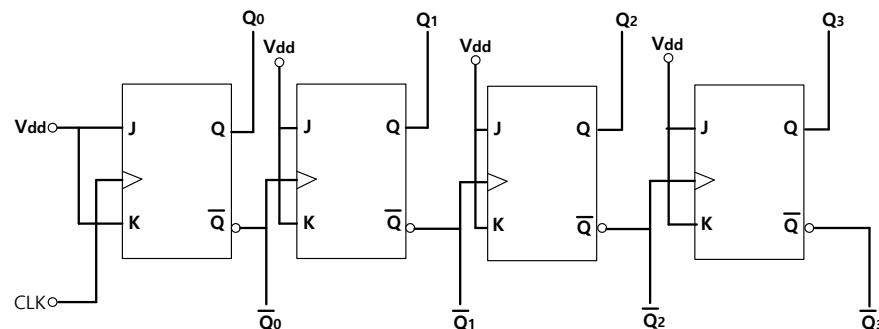 Q0 Q1 Q2 Q3
Vdd Vdd Vdd
Vdd J Q J Q J Q J Q
K Q̅ K Q̅ K Q̅ K Q̅
CLK Q̅0 Q̅1 Q̅2 Q̅3